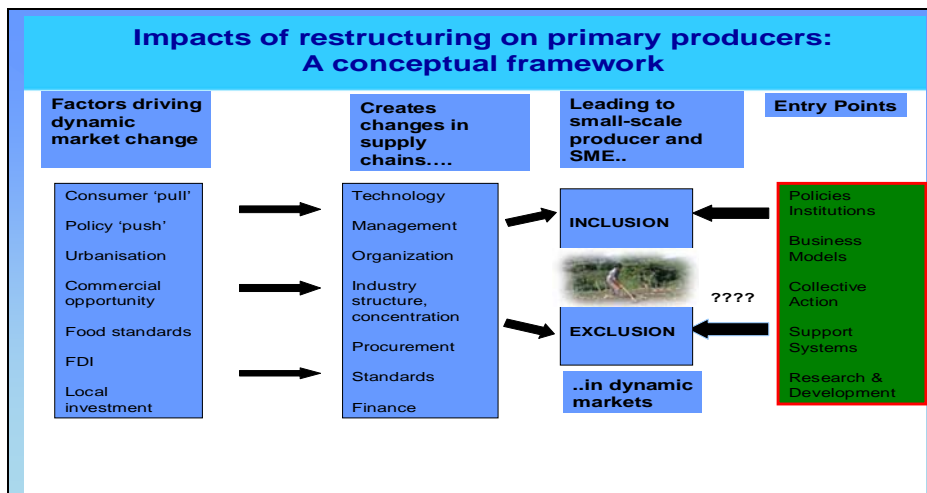 Impacts of restructuring on primary producers:
A conceptual framework
Factors driving
dynamic
market change
Creates
changes in
supply
chains….
Leading to
small-scale
producer and
SME..
Entry Points
Consumer ‘pull’
Policy ‘push’
Urbanisation
Commercial
opportunity
Food standards
FDI
Local
investment
Technology
Management
Organization
Industry
structure,
concentration
Procurement
Standards
Finance
INCLUSION
EXCLUSION
..in dynamic
markets
????
Policies
Institutions
Business
Models
Collective
Action
Support
Systems
Research &
Development